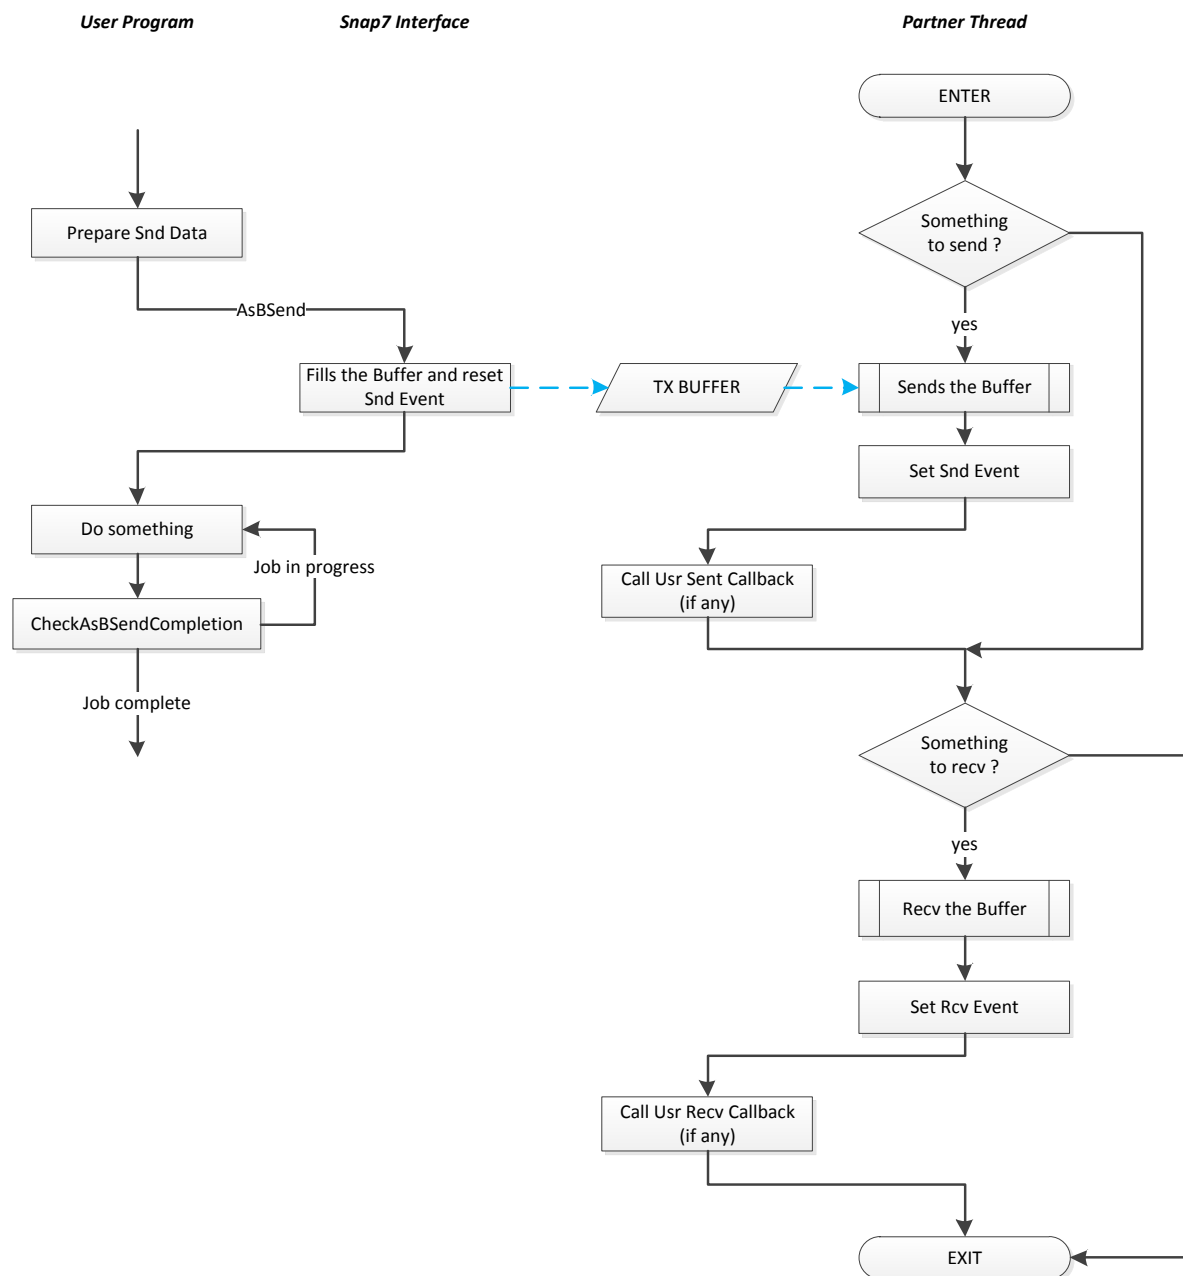 User Program
Snap7 Interface
Partner Thread
ENTER
Something
to send ?
Prepare Snd Data
AsBSend
yes
Fills the Buffer and reset
Snd Event
TX BUFFER
Sends the Buffer
Set Snd Event
Do something
Job in progress
Call Usr Sent Callback
(if any)
CheckAsBSendCompletion
Job complete
Something
to recv ?
yes
Recv the Buffer
Set Rcv Event
Call Usr Recv Callback
(if any)
EXIT